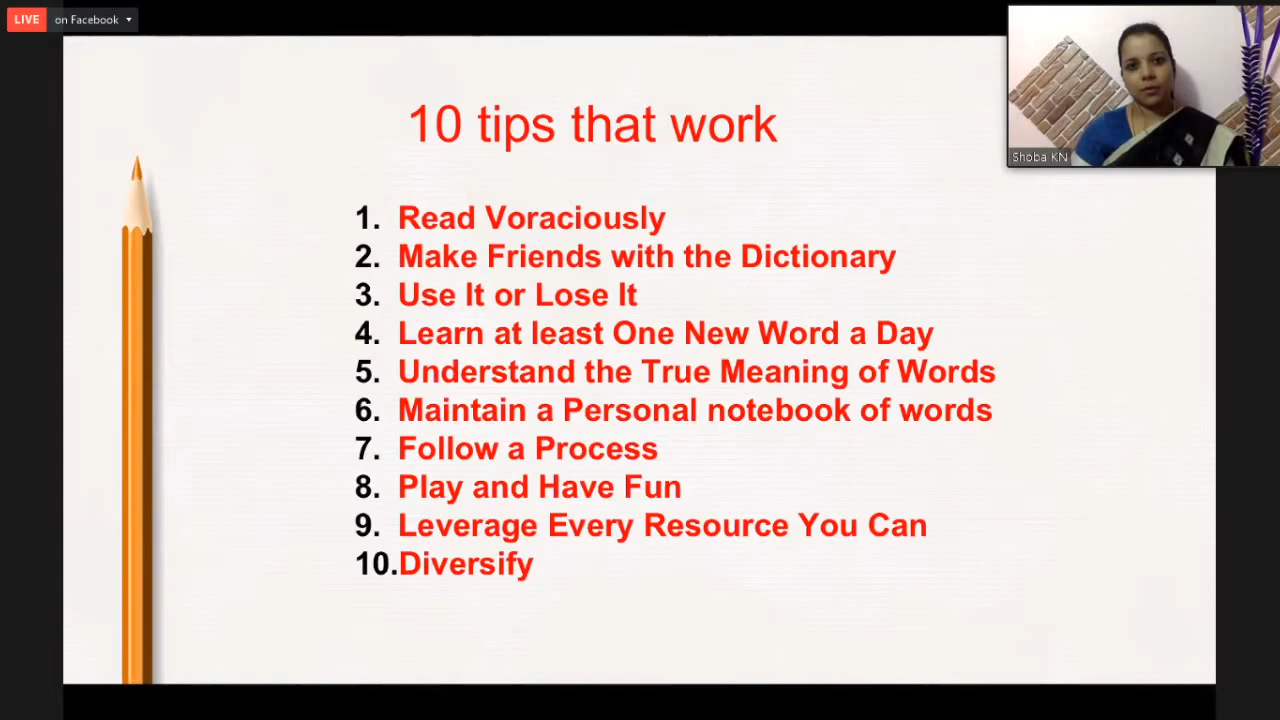 LIVE on Facebook
Shoba KN
10 tips that work
1. Read Voraciously
2. Make Friends with the Dictionary
3. Use It or Lose It
4. Learn at least One New Word a Day
5. Understand the True Meaning of Words
6. Maintain a Personal notebook of words
7. Follow a Process
8. Play and Have Fun
9. Leverage Every Resource You Can
10.Diversify